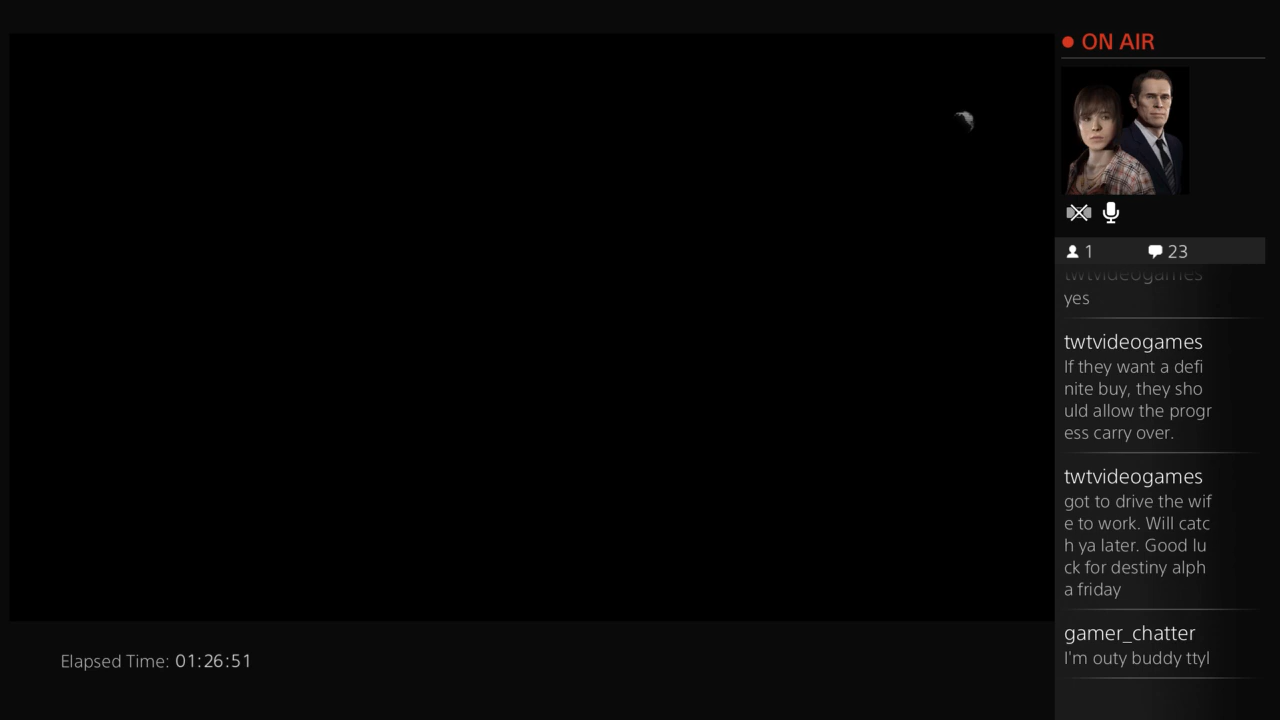 ON AIR
1
23
twtvideogames
yes
twtvideogames
If they want a defi
nite buy, they sho
uld allow the progr
ess carry over.
twtvideogames
got to drive the wif
e to work. Will catc
h ya later. Good lu
ck for destiny alph
a friday
gamer_chatter
I'm outy buddy ttyl
Elapsed Time: 01:26:51